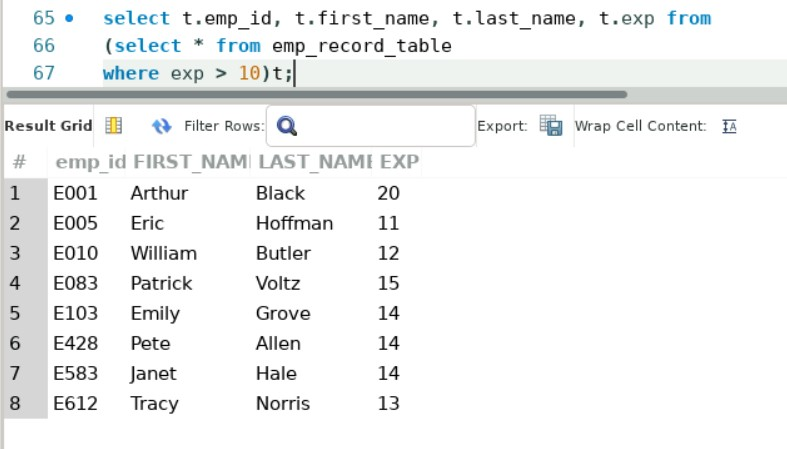 65 select t.emp_id, t.first_name, t.last_name, t.exp from
66 (select * from emp_record_table
67 where exp > 10)t;
Result Grid Filter Rows: Export: Wrap Cell Content: IA
# emp_id FIRST_NAM LAST_NAME EXP
1 E001 Arthur Black 20
2 E005 Eric Hoffman 11
3 E010 William Butler 12
4 E083 Patrick Voltz 15
5 E103 Emily Grove 14
6 E428 Pete Allen 14
7 E583 Janet Hale 14
8 E612 Tracy Norris 13